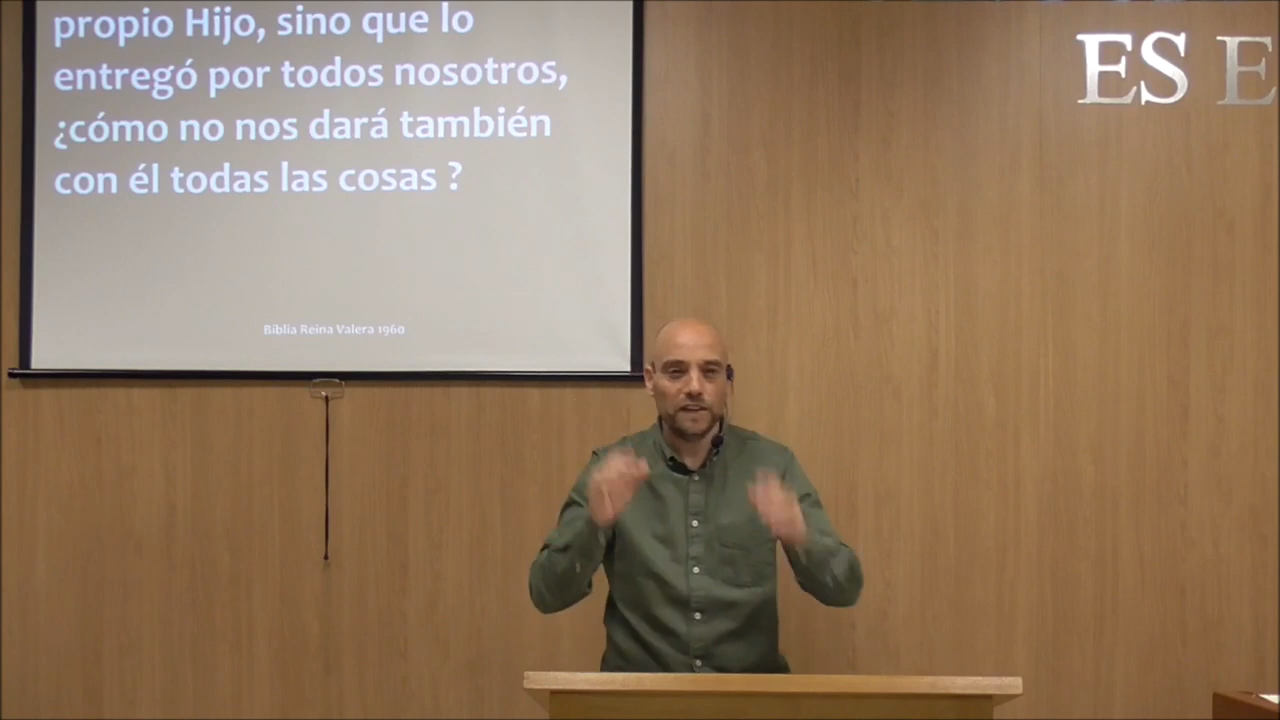 propio Hijo, sino que lo
entregó por todos nosotros,
¿cómo no nos dará también
con él todas las cosas ?
Biblia Reina Valera 1960
ES E